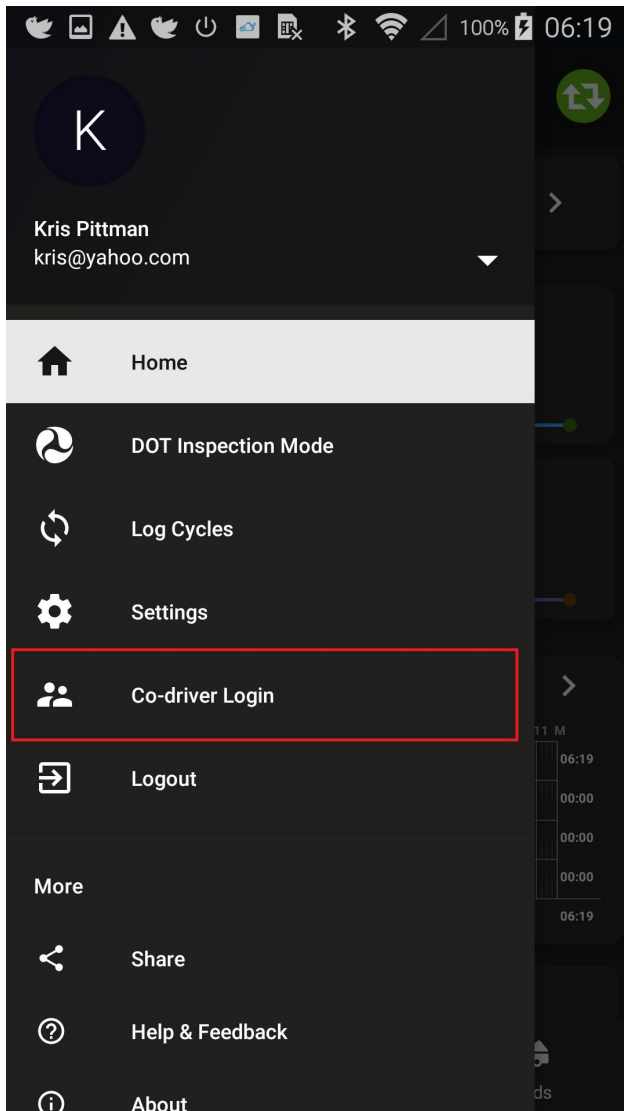 100% 06:19
K
Kris Pittman
kris@yahoo.com
Home
DOT Inspection Mode
Log Cycles
Settings
Co-driver Login
11 M
06:19
Logout
00:00
00:00
00:00
More
06:19
Share
Help & Feedback
ds
About